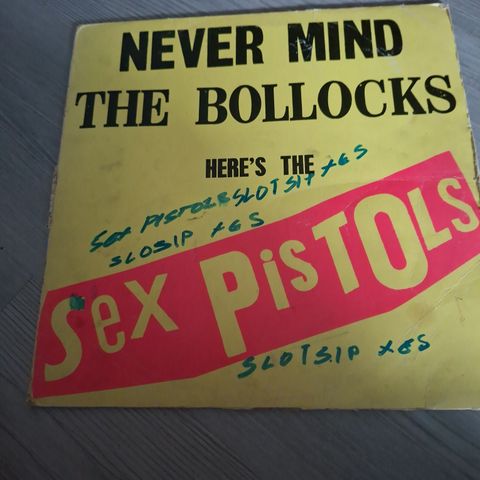 NEVER MIND
THE BOLLOCKS
HERE'S THE
SEX PISTOLS SLOTSIP XES
SLOSIP XES
Sex PisTOLS
SLOTSIP XES